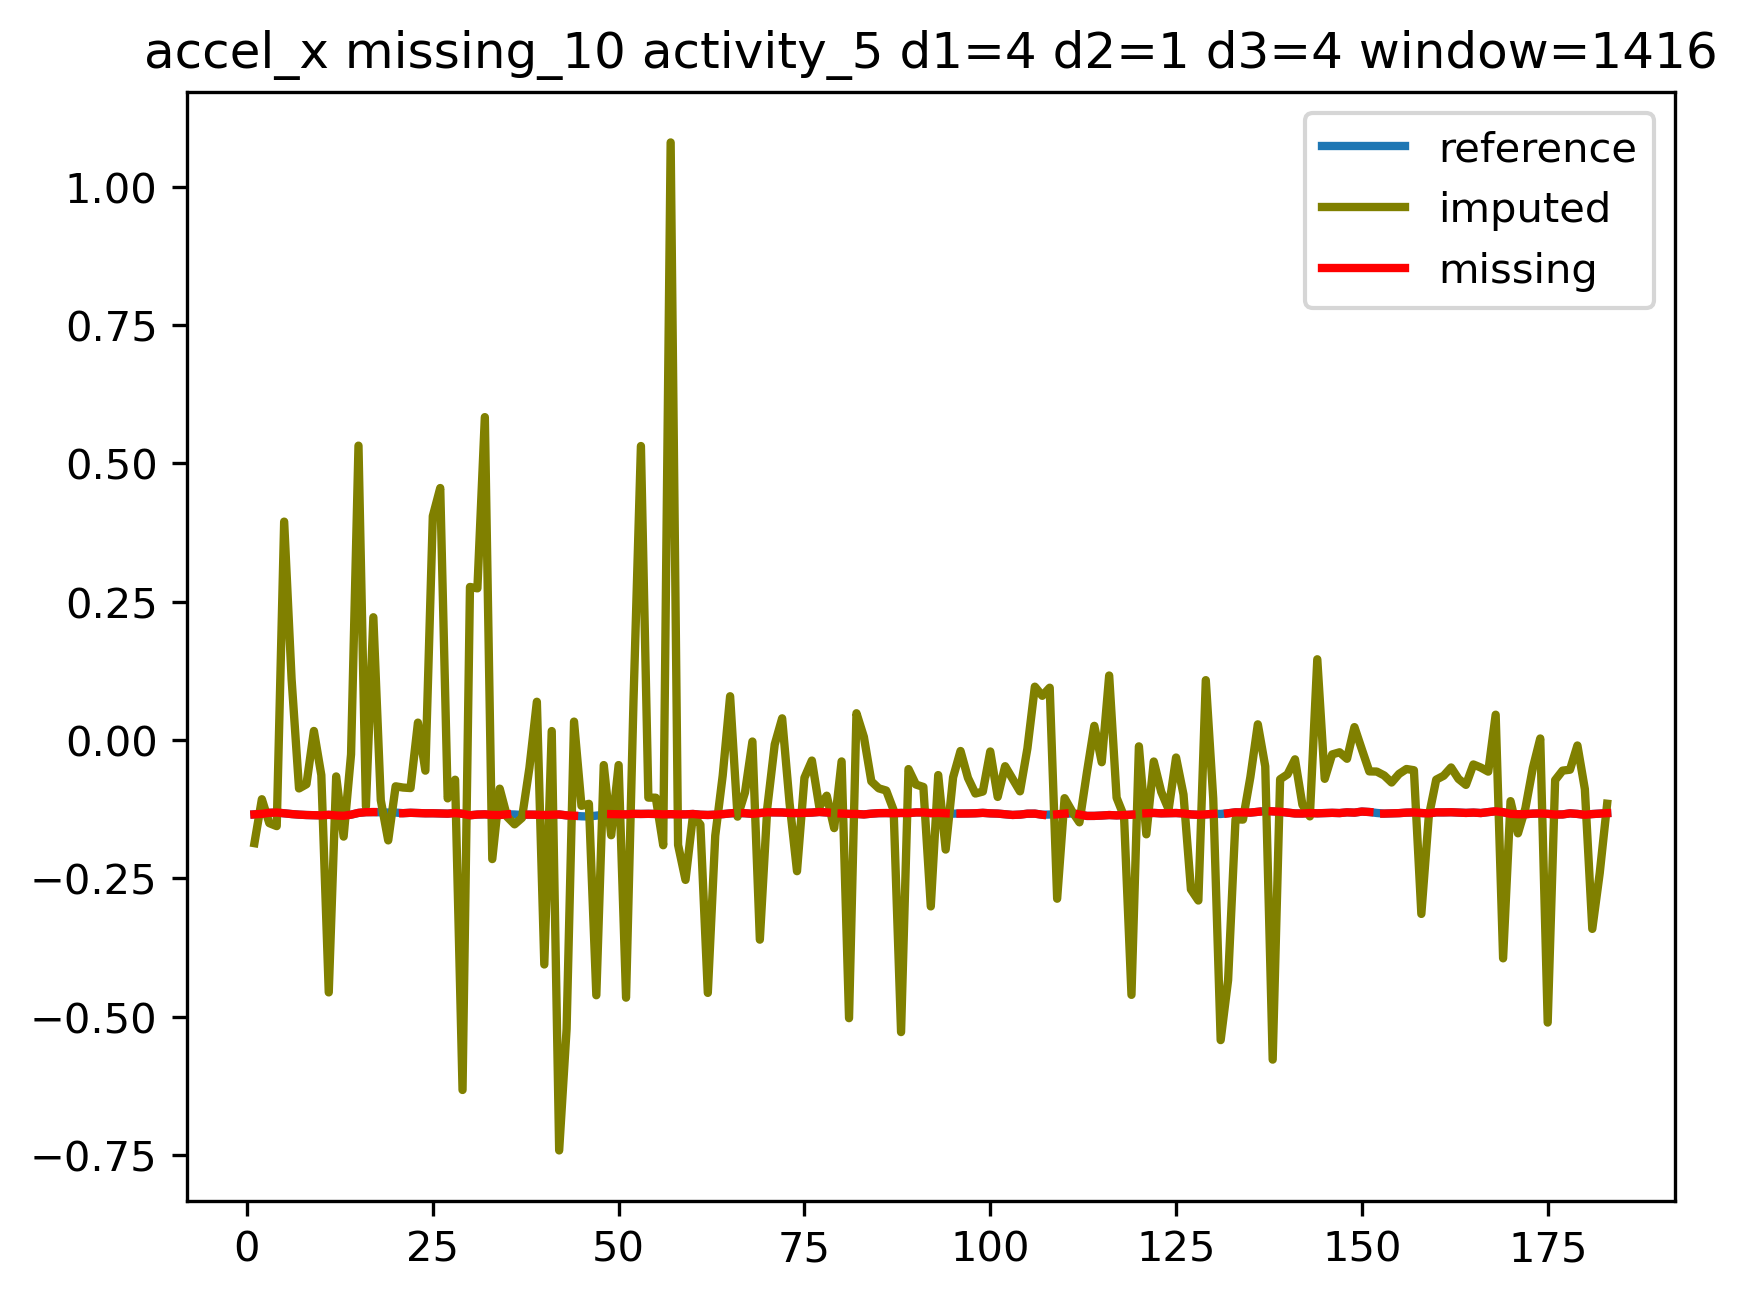 accel_x missing_10 activity_5 d1=4 d2=1 d3=4 window=1416
reference
imputed
missing
1.00
0.75
0.50
0.25
0.00
−0.25
−0.50
−0.75
0 25 50 75 100 125 150 175